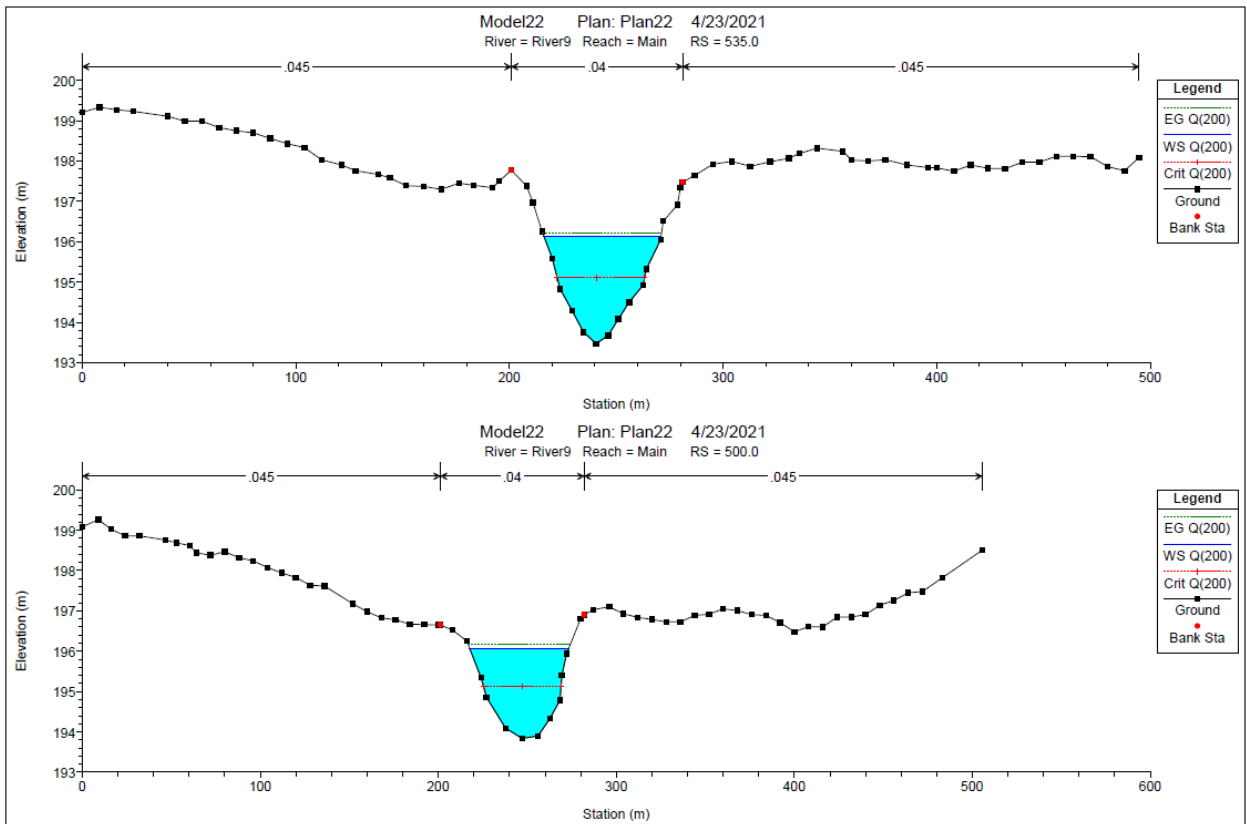 Model22 Plan: Plan22 4/23/2021
River = River9 Reach = Main RS = 535.0
.045 .04 .045
200
199
198
197
196
195
194
193
Elevation (m)
0 100 200 300 400 500
Station (m)
Legend
EG Q(200)
WS Q(200)
Crit Q(200)
Ground
Bank Sta
Model22 Plan: Plan22 4/23/2021
River = River9 Reach = Main RS = 500.0
.045 .04 .045
200
199
198
197
196
195
194
193
Elevation (m)
0 100 200 300 400 500 600
Station (m)
Legend
EG Q(200)
WS Q(200)
Crit Q(200)
Ground
Bank Sta